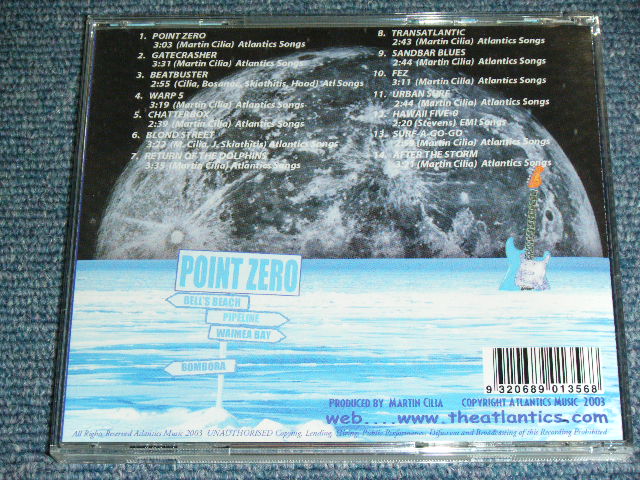 1. POINT ZERO
3:03 (Martin Cilia) Atlantics Songs
2. GATECRASHER
3:31 (Martin Cilia) Atlantics Songs
3. BEATBUSTER
2:55 (Cilia, Bosanac, Skiathitis, Hood) Atl Songs
4. WARP 5
3:19 (Martin Cilia) Atlantics Songs
5. CHATTERBOX
2:39 (Martin Cilia) Atlantics Songs
6. BLOND STREET
3:22 (M. Cilia, J. Skiathitis) Atlantics Songs
7. RETURN OF THE DOLPHINS
3:35 (Martin Cilia) Atlantics Songs
8. TRANSATLANTIC
2:43 (Martin Cilia) Atlantics Songs
9. SANDBAR BLUES
2:44 (Martin Cilia) Atlantics Songs
10. FEZ
3:11 (Martin Cilia) Atlantics Songs
11. URBAN SURF
2:44 (Martin Cilia) Atlantics Songs
12. HAWAII FIVE-0
2:20 (Stevens) EMI Songs
13. SURF-A-GO-GO
2:59 (Martin Cilia) Atlantics Songs
14. AFTER THE STORM
3:21 (Martin Cilia) Atlantics Songs
POINT ZERO
BELL'S BEACH
PIPELINE
WAIMEA BAY
BOMBORA
9 320689 013568
PRODUCED BY MARTIN CILIA COPYRIGHT ATLANTICS MUSIC 2003
web....www.theatlantics.com
All Rights Reserved Atlantics Music 2003 UNAUTHORISED Copying, Lending, Hiring, Public Performance, Diffusion and Broadcasting of this Recording Prohibited